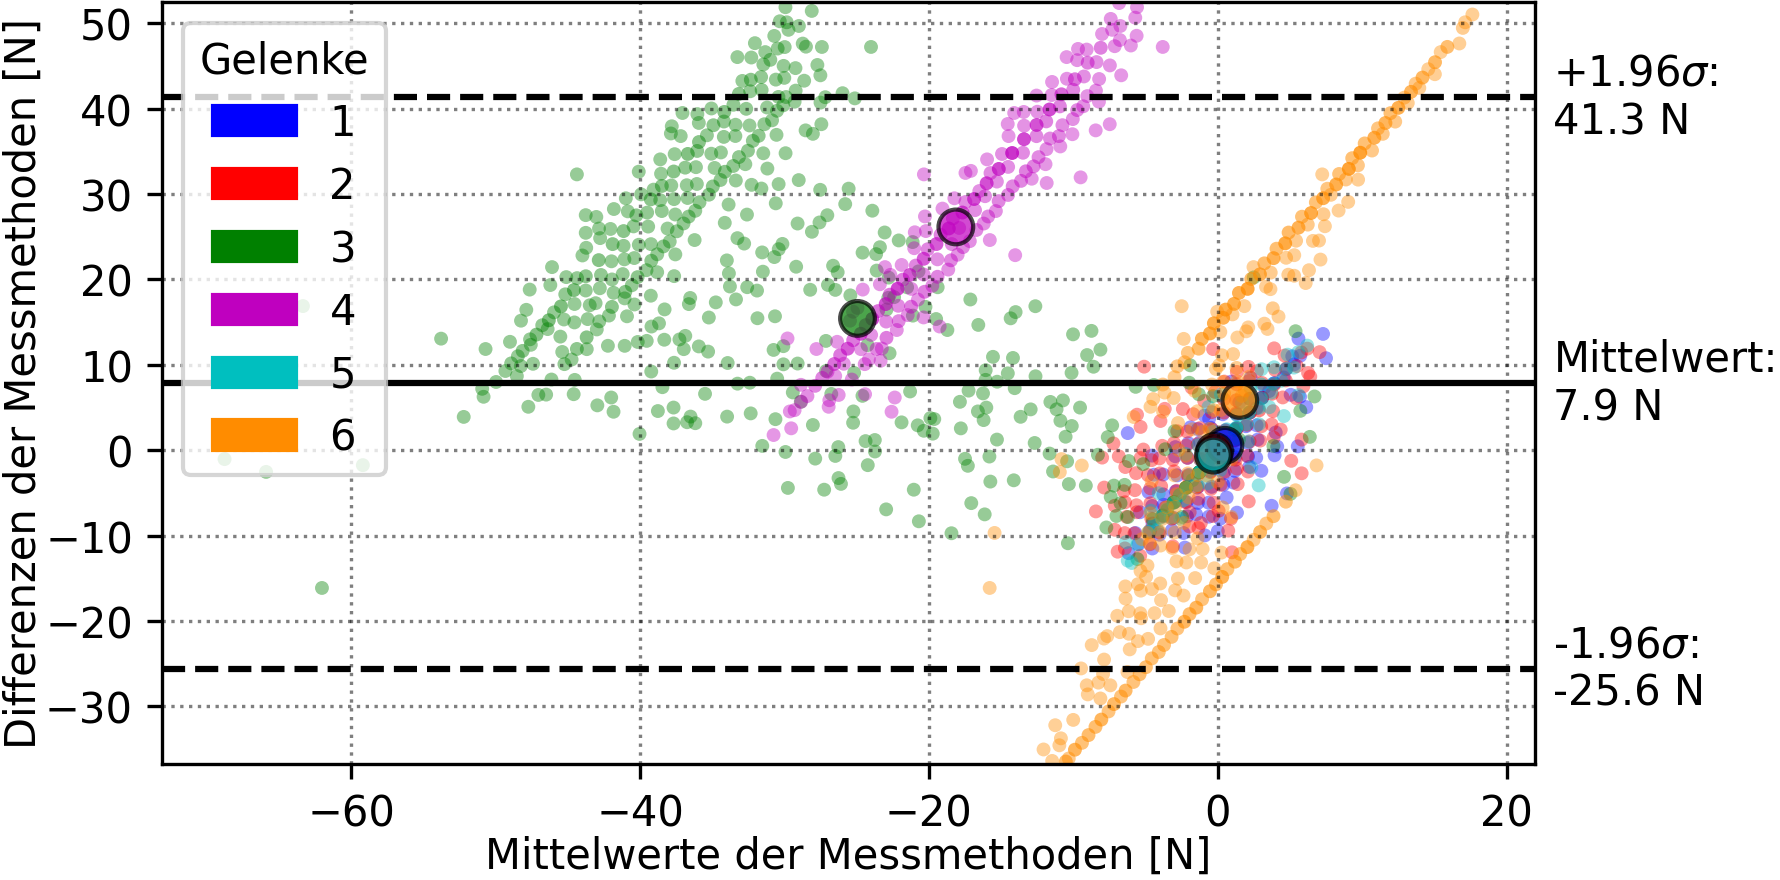 Differenzen der Messmethoden [N]
50
40
30
20
10
0
−10
−20
−30
Gelenke
1
2
3
4
5
6
+1.96σ:
41.3 N
Mittelwert:
7.9 N
-1.96σ:
-25.6 N
−60
−40
−20
0
20
Mittelwerte der Messmethoden [N]